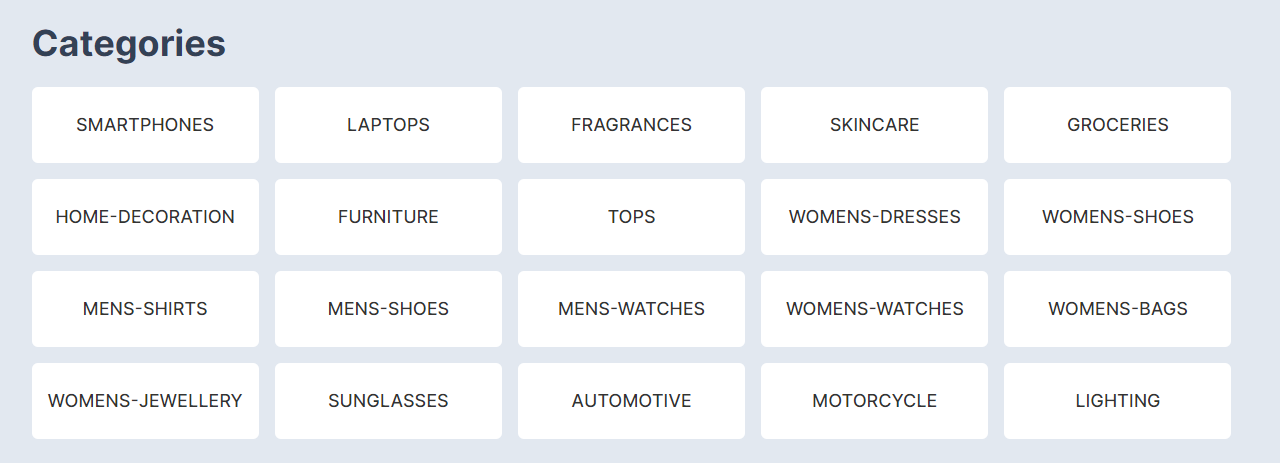 Categories
SMARTPHONES
LAPTOPS
FRAGRANCES
SKINCARE
GROCERIES
HOME-DECORATION
FURNITURE
TOPS
WOMENS-DRESSES
WOMENS-SHOES
MENS-SHIRTS
MENS-SHOES
MENS-WATCHES
WOMENS-WATCHES
WOMENS-BAGS
WOMENS-JEWELLERY
SUNGLASSES
AUTOMOTIVE
MOTORCYCLE
LIGHTING